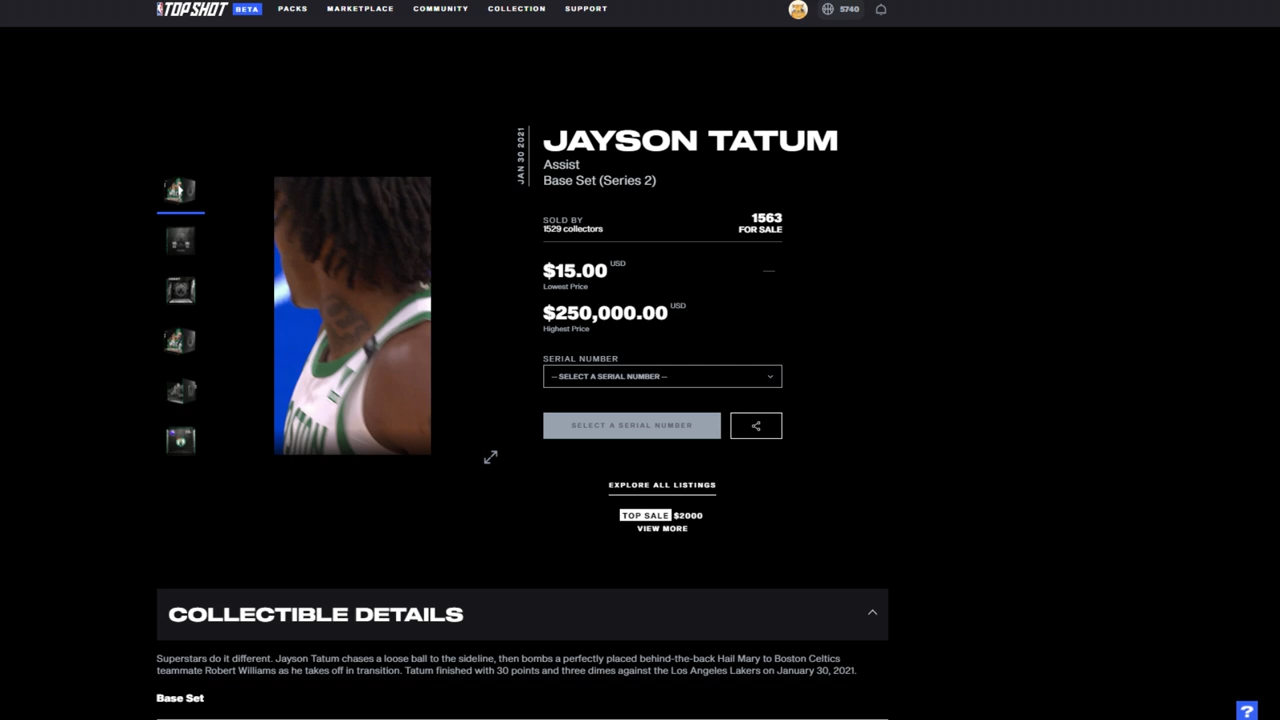 TOP SHOT BETA PACKS MARKETPLACE COMMUNITY COLLECTION SUPPORT 5740
JAN 30 2021
JAYSON TATUM
Assist
Base Set (Series 2)
SOLD BY
1529 collectors
1563
FOR SALE
$15.00 USD
Lowest Price
$250,000.00 USD
Highest Price
SERIAL NUMBER
-- SELECT A SERIAL NUMBER --
SELECT A SERIAL NUMBER
EXPLORE ALL LISTINGS
TOP SALE $2000
VIEW MORE
COLLECTIBLE DETAILS
Superstars do it different. Jayson Tatum chases a loose ball to the sideline, then bombs a perfectly placed behind-the-back Hail Mary to Boston Celtics
teammate Robert Williams as he takes off in transition. Tatum finished with 30 points and three dimes against the Los Angeles Lakers on January 30, 2021.
Base Set
?